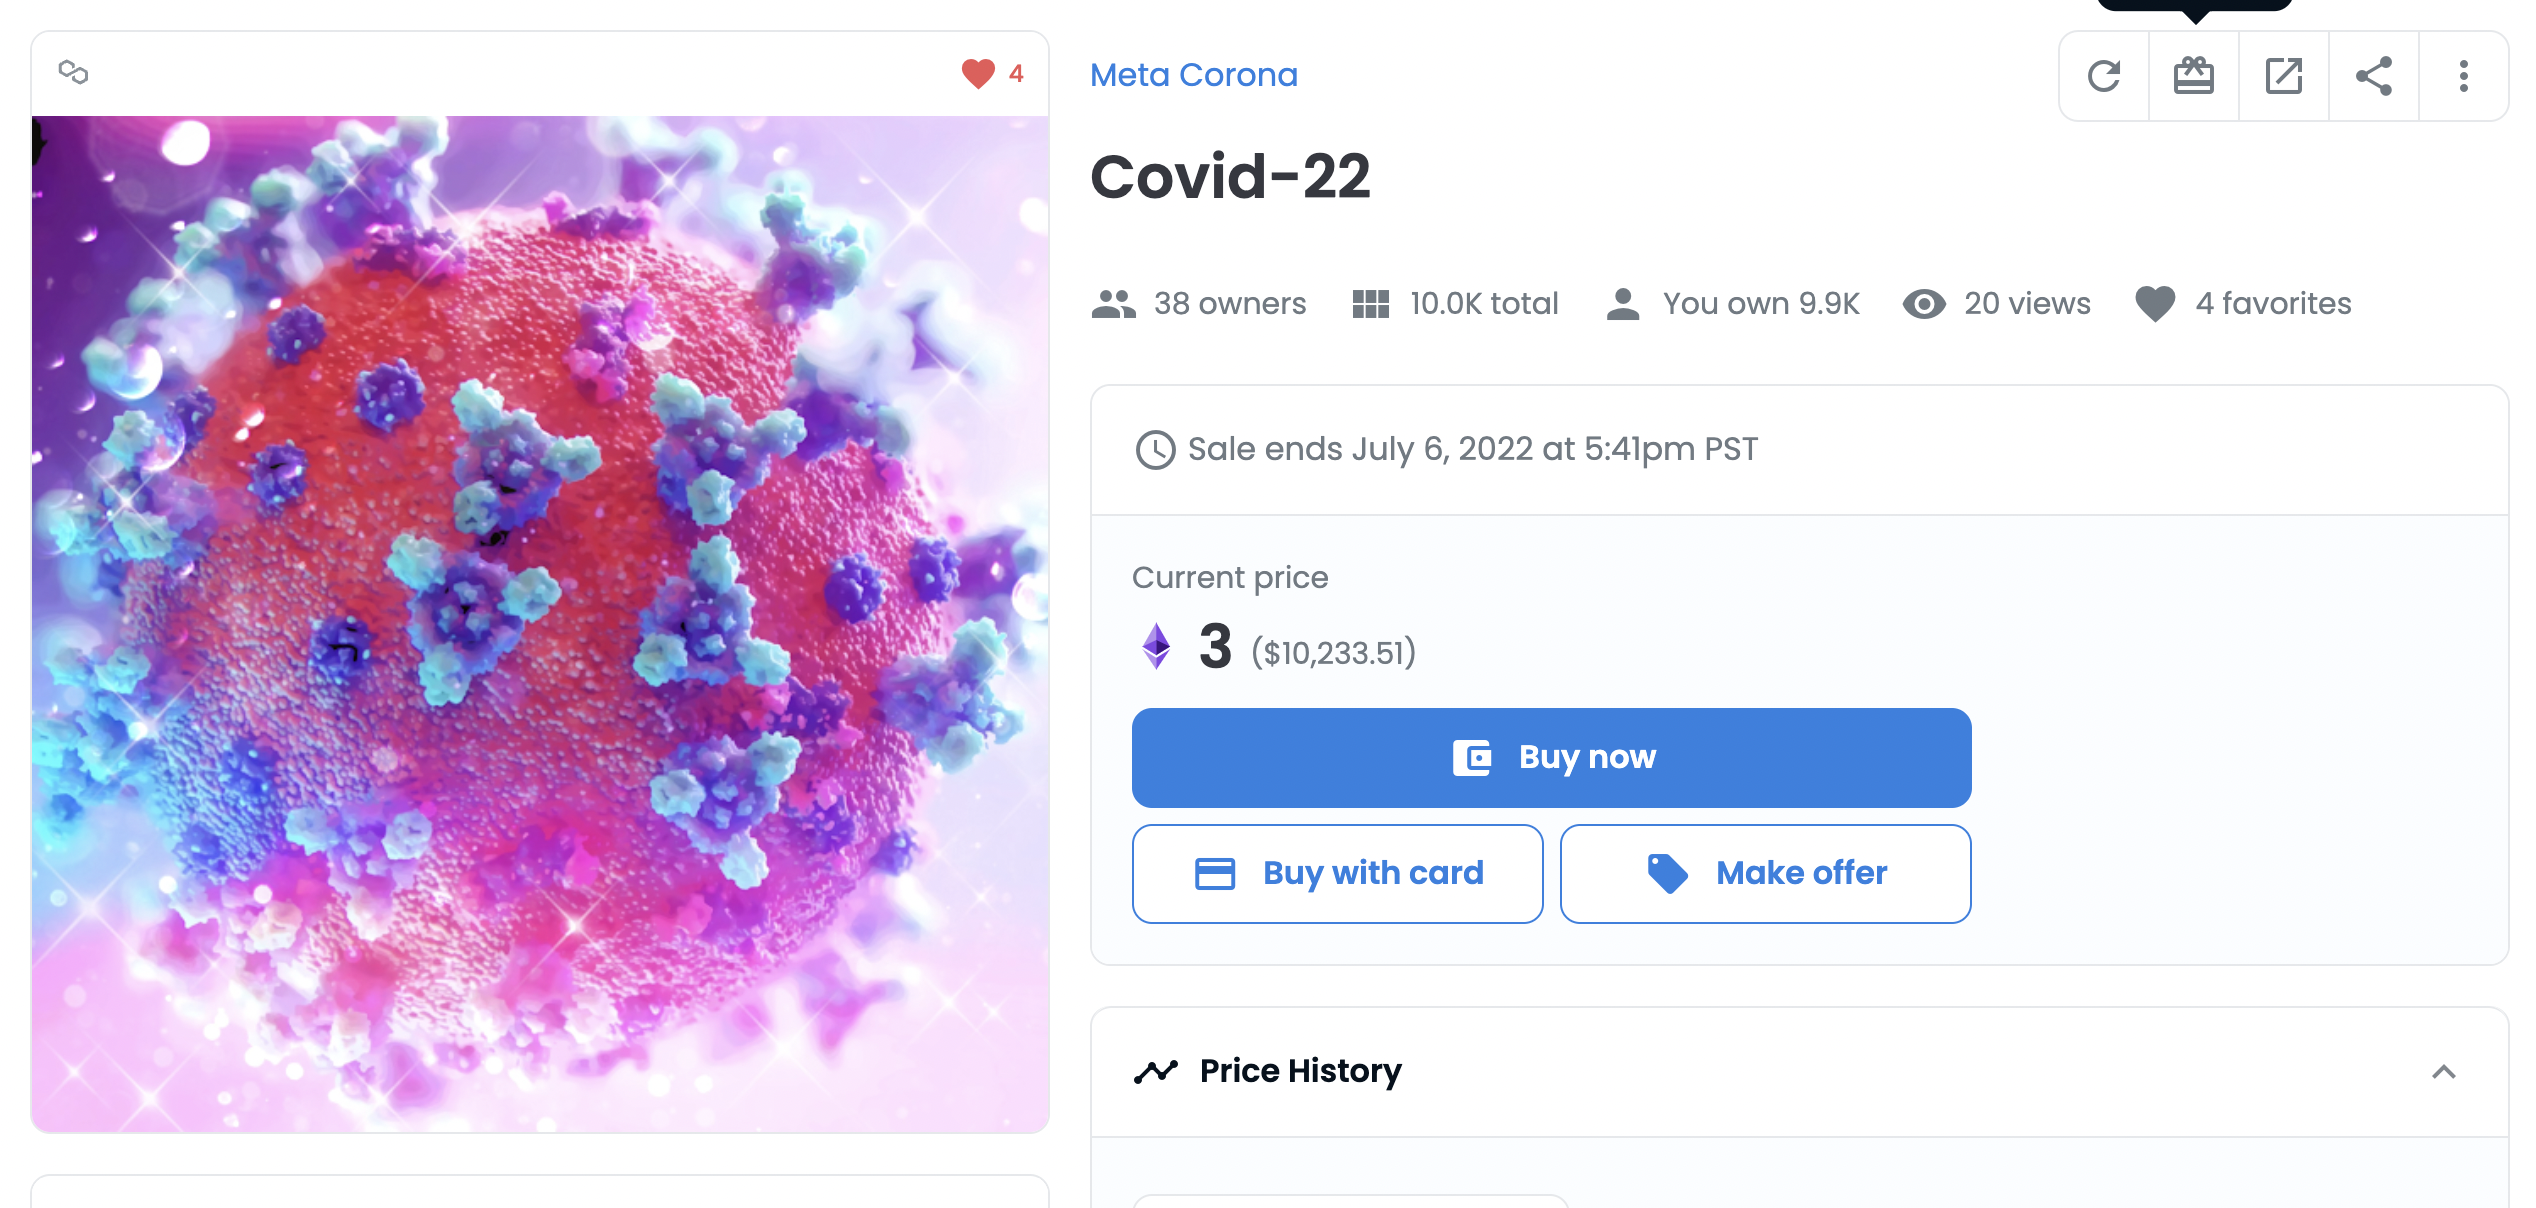 4
Meta Corona
Covid-22
38 owners
10.0K total
You own 9.9K
20 views
4 favorites
Sale ends July 6, 2022 at 5:41pm PST
Current price
3 ($10,233.51)
Buy now
Buy with card
Make offer
Price History